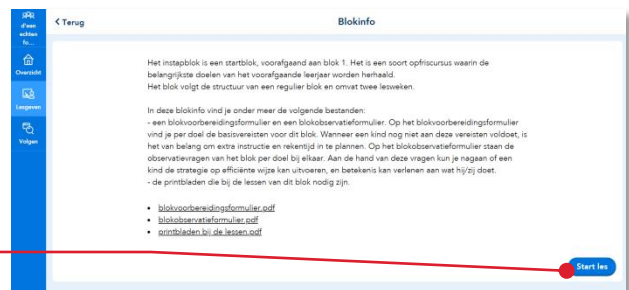 d'een
echten
fo...
Overzicht
Lesgeven
Volgen
< Terug
Blokinfo
Het instapblok is een startblok, voorafgaand aan blok 1. Het is een soort opfriscursus waarin de
belangrijkste doelen van het voorafgaande leerjaar worden herhaald.
Het blok volgt de structuur van een regulier blok en omvat twee lesweken.
In deze blokinfo vind je onder meer de volgende bestanden:
- een blokvoorbereidingsformulier en een blokobservatieformulier. Op het blokvoorbereidingsformulier
vind je per doel de basisvereisten voor dit blok. Wanneer een kind nog niet aan deze vereisten voldoet, is
het van belang om extra instructie en rekentijd in te plannen. Op het blokobservatieformulier staan de
observatievragen van het blok per doel bij elkaar. Aan de hand van deze vragen kun je nagaan of een
kind de strategie op efficiënte wijze kan uitvoeren, en betekenis kan verlenen aan wat hij/zij doet.
- de printbladen die bij de lessen van dit blok nodig zijn.
• blokvoorbereidingsformulier.pdf
• blokobservatieformulier.pdf
• printbladen bij de lessen.pdf
Start les